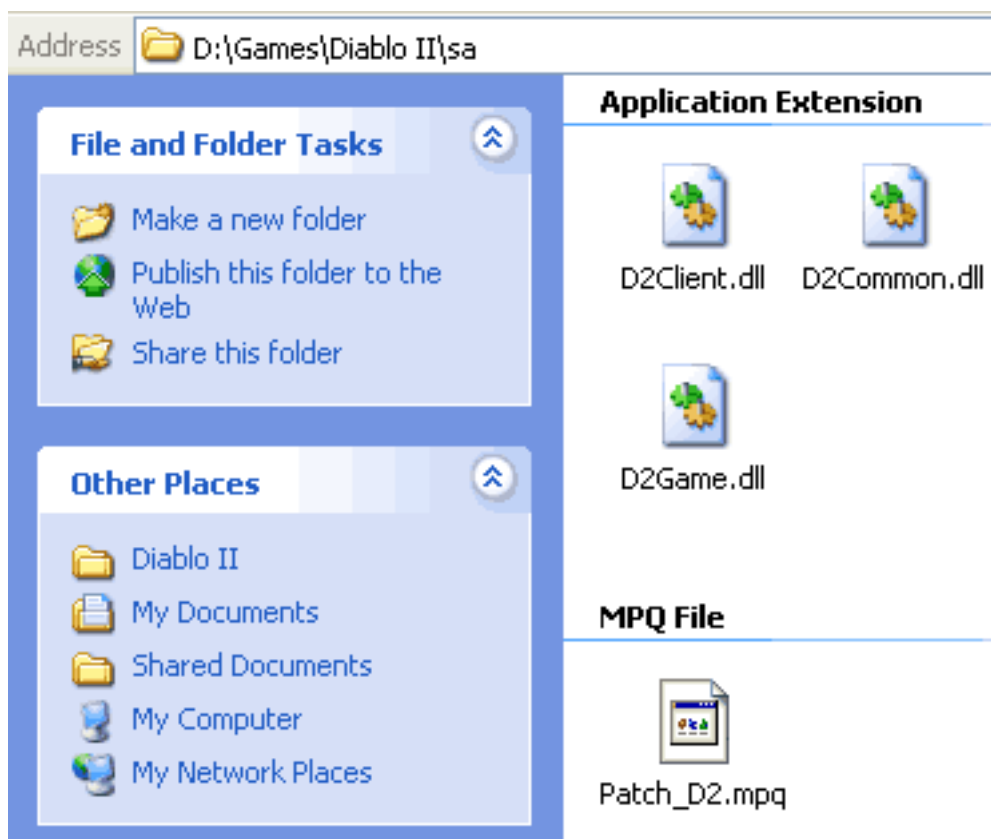 Address D:\Games\Diablo II\sa
File and Folder Tasks
Make a new folder
Publish this folder to the
Web
Share this folder
Other Places
Diablo II
My Documents
Shared Documents
My Computer
My Network Places
Application Extension
D2Client.dll D2Common.dll
D2Game.dll
MPQ File
Patch_D2.mpq